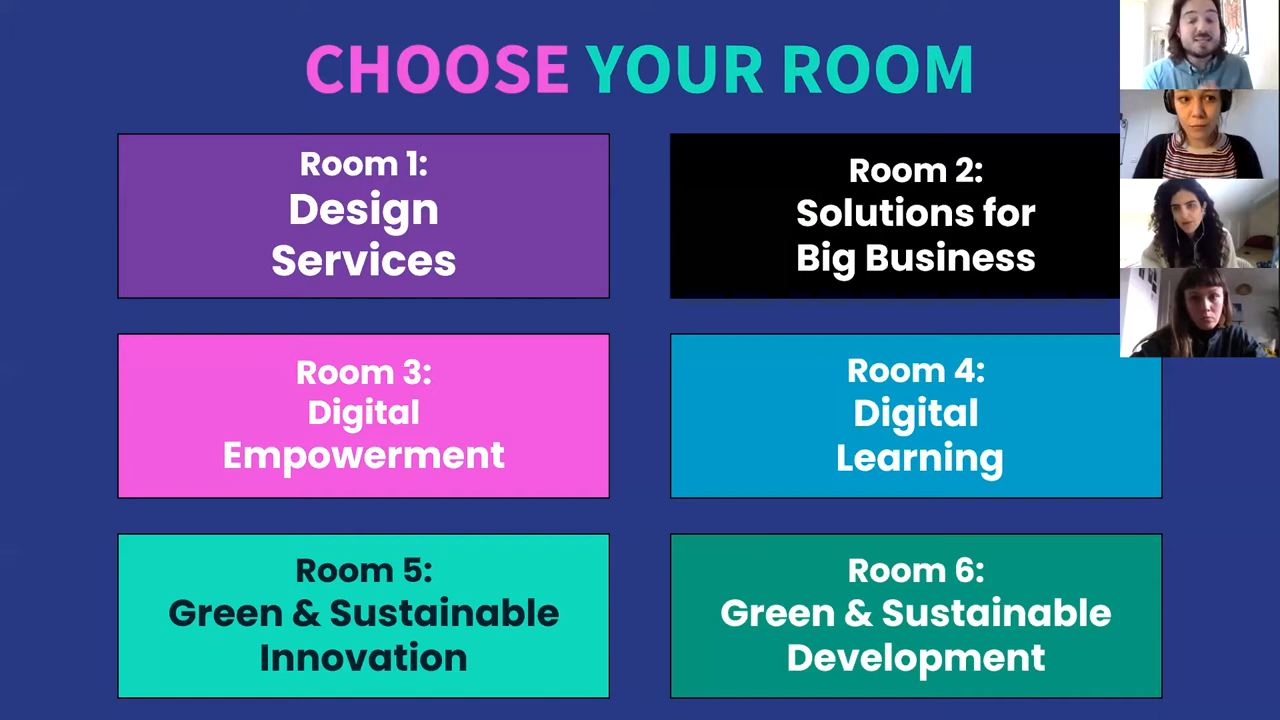 CHOOSE YOUR ROOM
Room 1:
Design
Services
Room 2:
Solutions for
Big Business
Room 3:
Digital
Empowerment
Room 4:
Digital
Learning
Room 5:
Green & Sustainable
Innovation
Room 6:
Green & Sustainable
Development